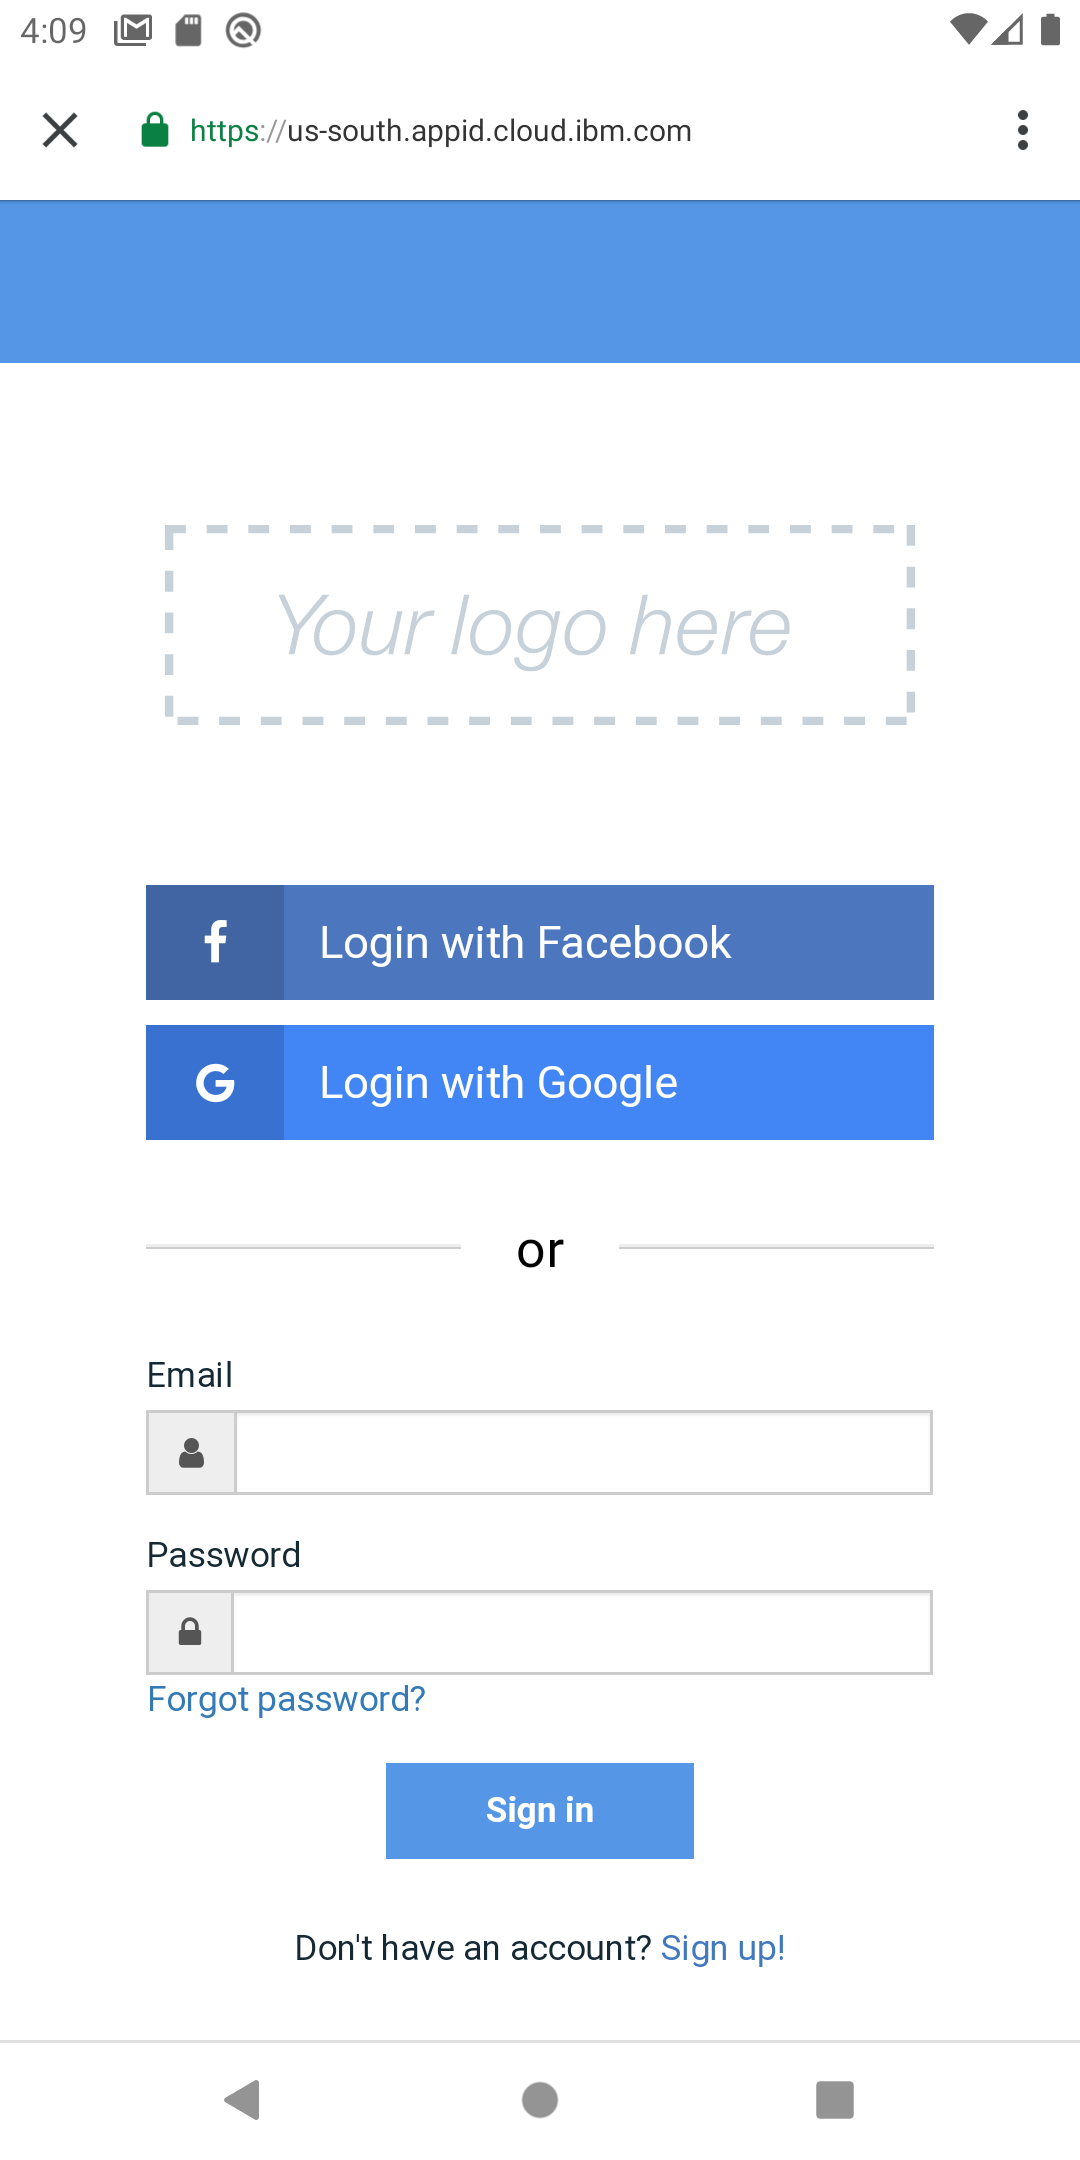 4:09
https://us-south.appid.cloud.ibm.com
Your logo here
Login with Facebook
Login with Google
or
Email
Password
Forgot password?
Sign in
Don't have an account? Sign up!